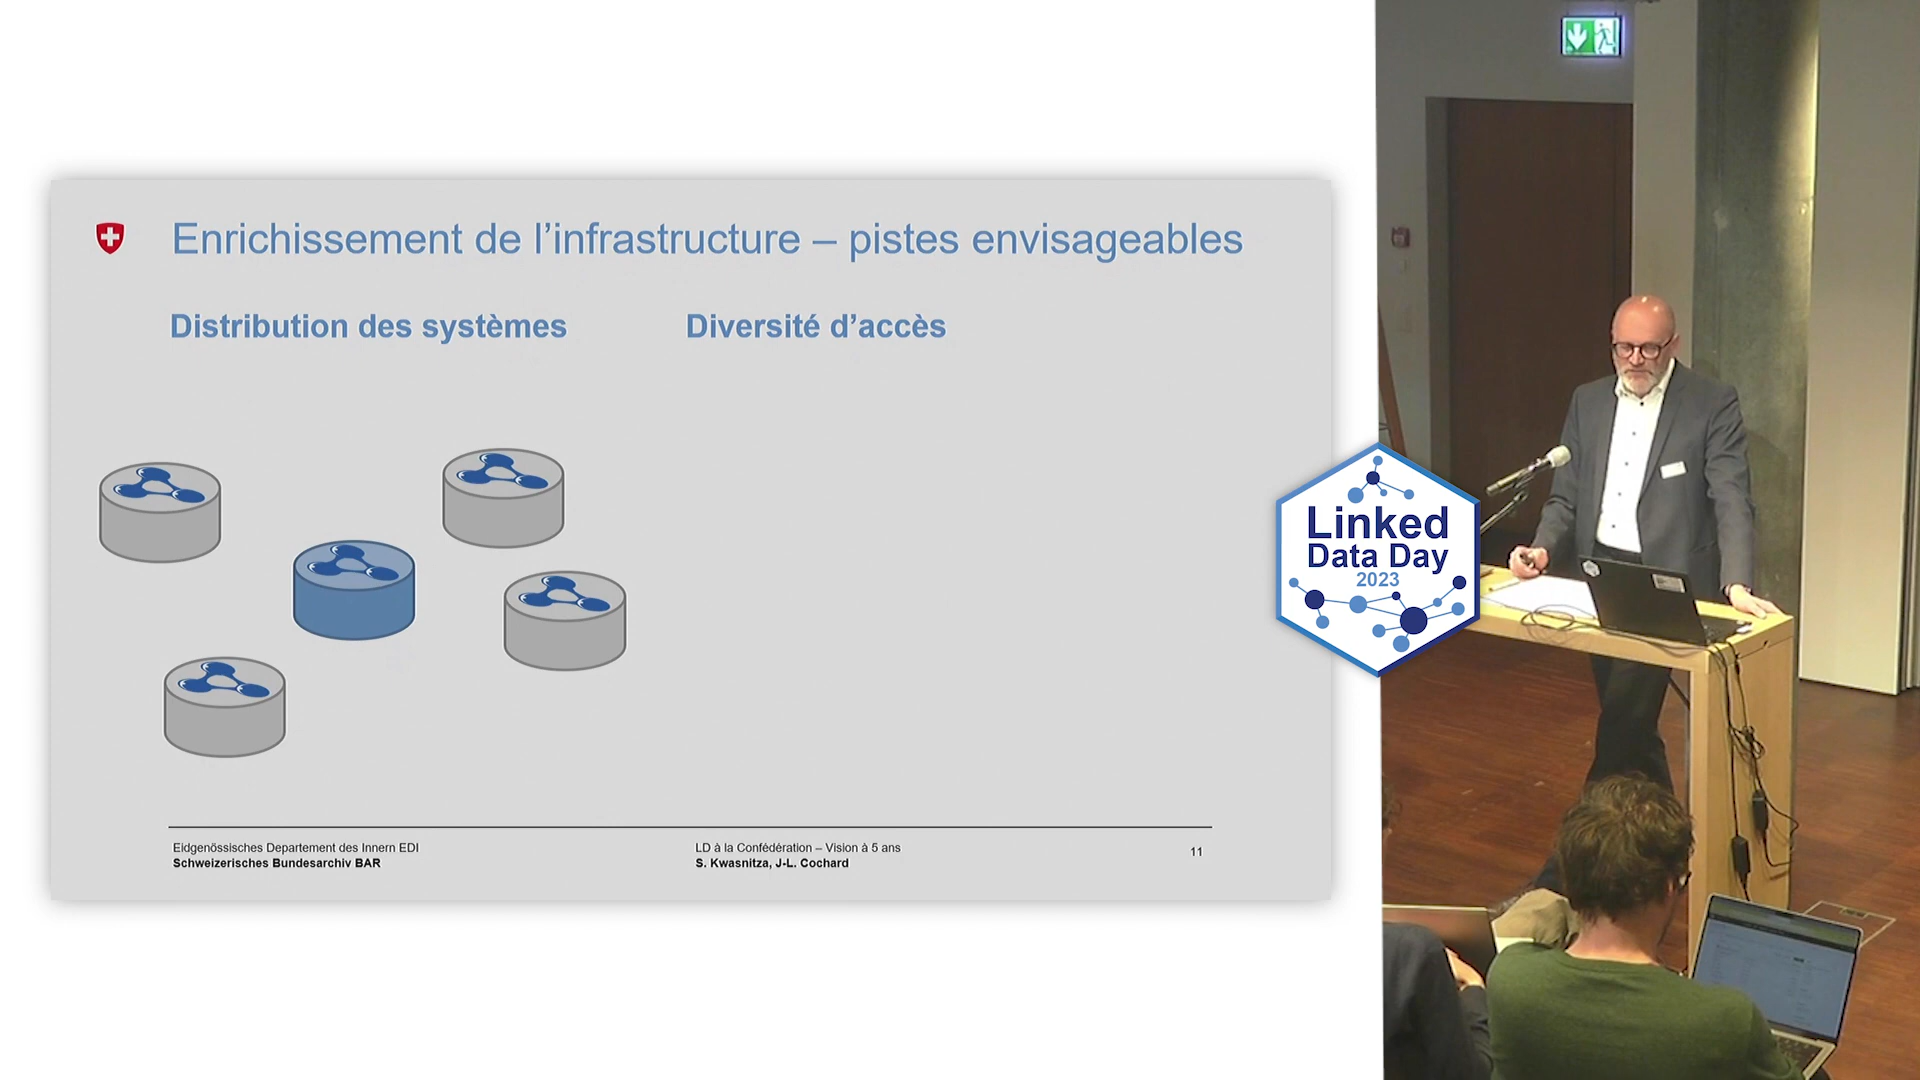 Enrichissement de l’infrastructure – pistes envisageables
Distribution des systèmes
Diversité d’accès
Linked
Data Day
2023
Eidgenössisches Departement des Innern EDI
Schweizerisches Bundesarchiv BAR
LD à la Confédération – Vision à 5 ans
S. Kwasnitza, J-L. Cochard
11